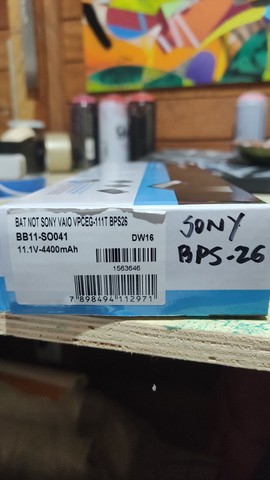 BAT NOT SONY VAIO VPCEG-111T BPS26
BB11-SO041
DW16
11.1V-4400mAh
1563646
7 898494 112971
SONY
BPS-26